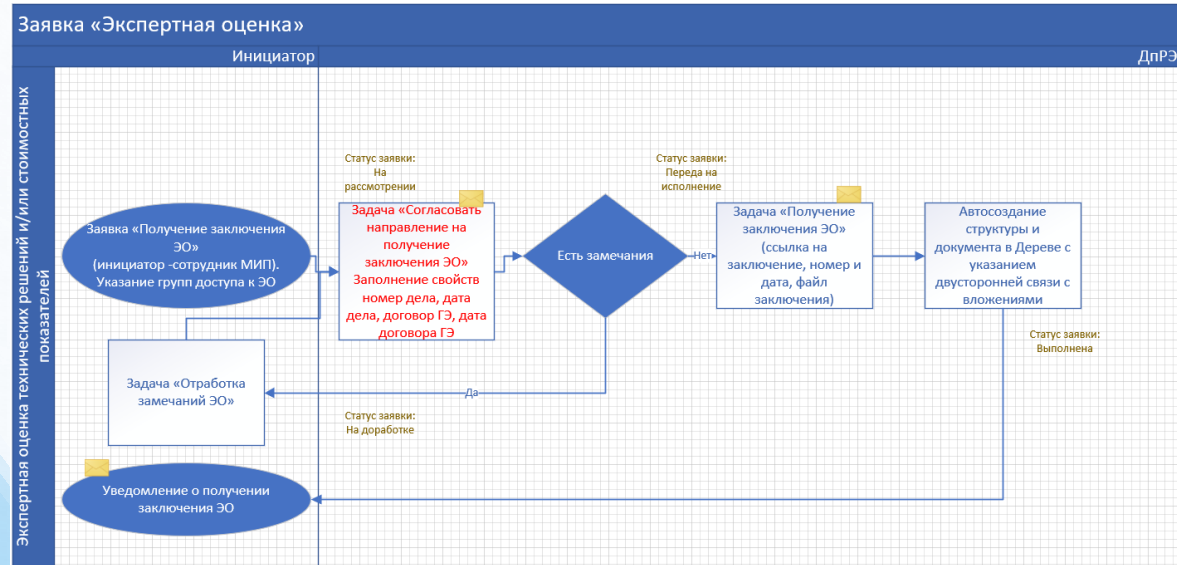 Заявка «Экспертная оценка»
Инициатор
ДпРЭ
Экспертная оценка технических решений и/или стоимостных
показателей
Статус заявки:
На
рассмотрении
Статус заявки:
Переда на
исполнение
Заявка «Получение заключения
ЭО»
(инициатор -сотрудник МИП).
Указание групп доступа к ЭО
Задача «Согласовать
направление на
получение
заключения ЭО»
Заполнение свойств
номер дела, дата
дела, договор ГЭ, дата
договора ГЭ
Есть замечания
Нет
Задача «Получение
заключения ЭО»
(ссылка на
заключение, номер и
дата, файл
заключения)
Автосоздание
структуры и
документа в Дереве с
указанием
двусторонней связи с
вложениями
Статус заявки:
Выполнена
Задача «Отработка
замечаний ЭО»
Да
Статус заявки:
На доработке
Уведомление о получении
заключения ЭО